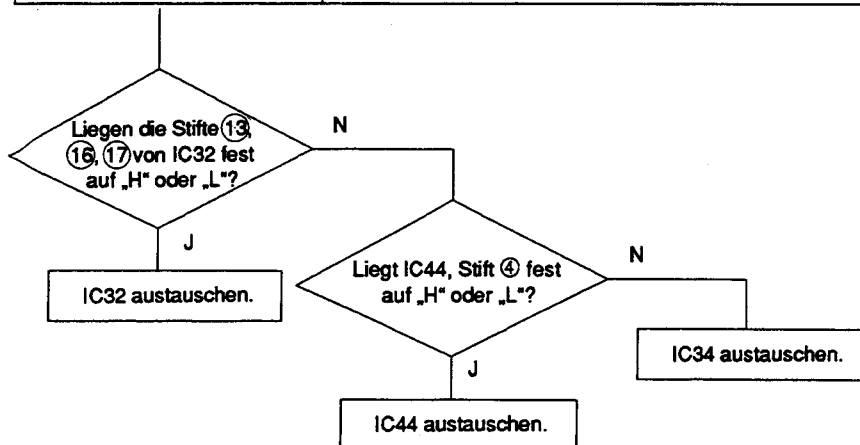 Liegen die Stifte ⑬,
⑯, ⑰ von IC32 fest
auf „H“ oder „L“?
N
J
IC32 austauschen.
Liegt IC44, Stift ④ fest
auf „H“ oder „L“?
N
J
IC34 austauschen.
IC44 austauschen.